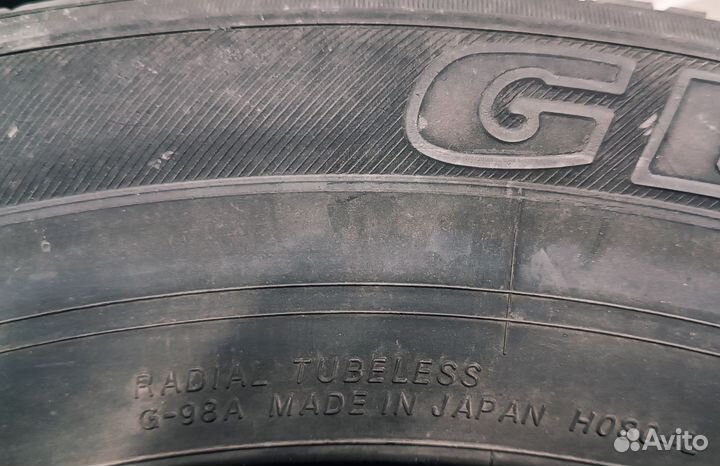 G
RADIAL TUBELESS
G-98A MADE IN JAPAN
Avito